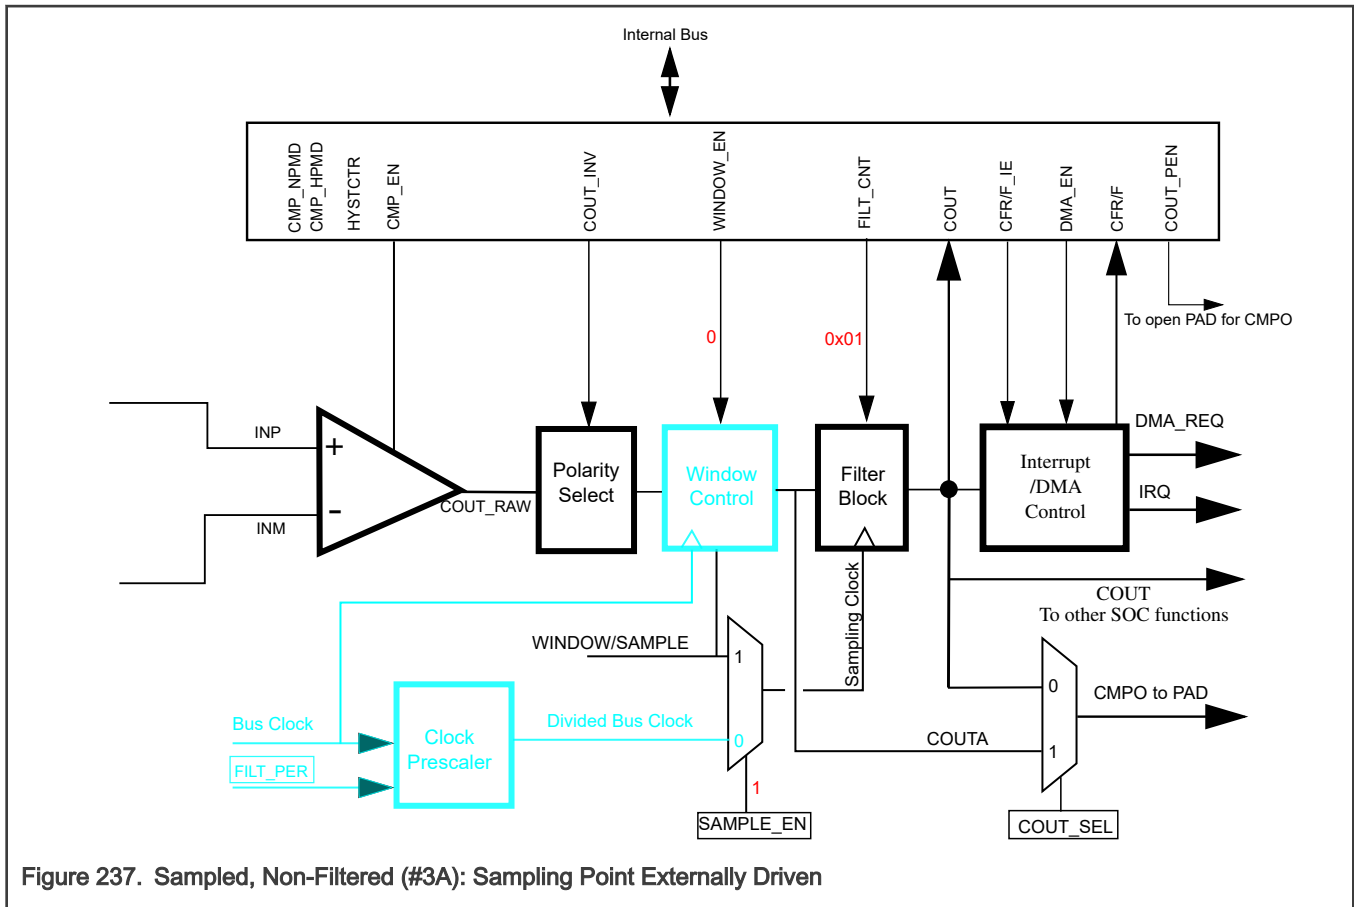 Internal Bus
CMP_NPMD
CMP_HPMD
HYSTCTR
CMP_EN
COUT_INV
WINDOW_EN
FILT_CNT
COUT
CFR/F_IE
DMA_EN
CFR/F
COUT_PEN
To open PAD for CMPO
0
0x01
INP
+
INM
-
COUT_RAW
Polarity
Select
Window
Control
Filter
Block
Interrupt
/DMA
Control
DMA_REQ
IRQ
COUT
To other SOC functions
WINDOW/SAMPLE
1
0
Sampling Clock
Bus Clock
FILT_PER
Clock
Prescaler
Divided Bus Clock
1
SAMPLE_EN
COUTA
0
1
CMPO to PAD
COUT_SEL
Figure 237. Sampled, Non-Filtered (#3A): Sampling Point Externally Driven